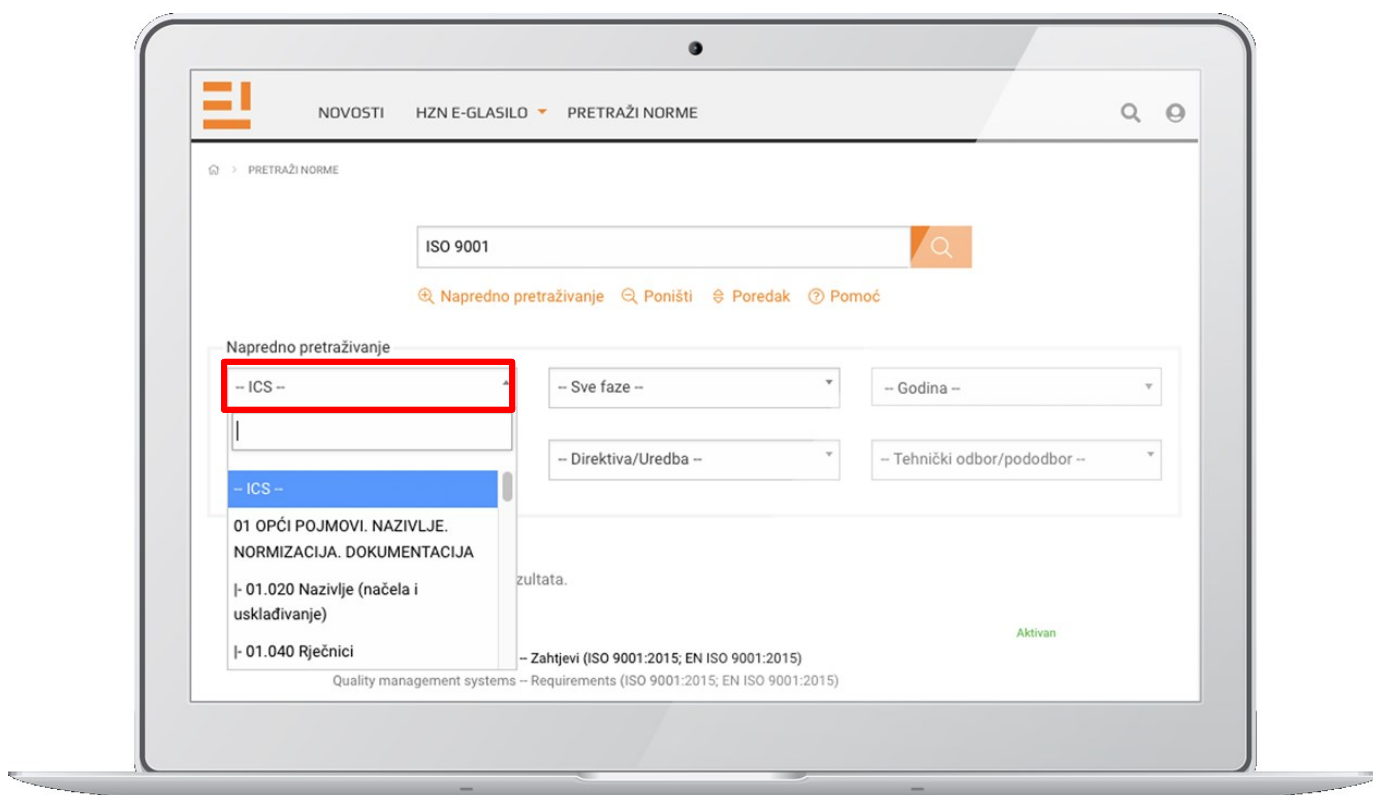 NOVOSTI HZN E-GLASILO PRETRAŽI NORME
PRETRAŽI NORME
ISO 9001
Napredno pretraživanje Poništi Poredak Pomoć
Napredno pretraživanje
-- ICS -- -- Sve faze -- -- Godina --
-- Direktiva/Uredba -- -- Tehnički odbor/pododbor --
-- ICS --
01 OPĆI POJMOVI. NAZIVLJE.
NORMIZACIJA. DOKUMENTACIJA
|- 01.020 Nazivlje (načela i
usklađivanje)
|- 01.040 Rječnici
zultata.
Aktivan
-- Zahtjevi (ISO 9001:2015; EN ISO 9001:2015)
Quality management systems -- Requirements (ISO 9001:2015; EN ISO 9001:2015)